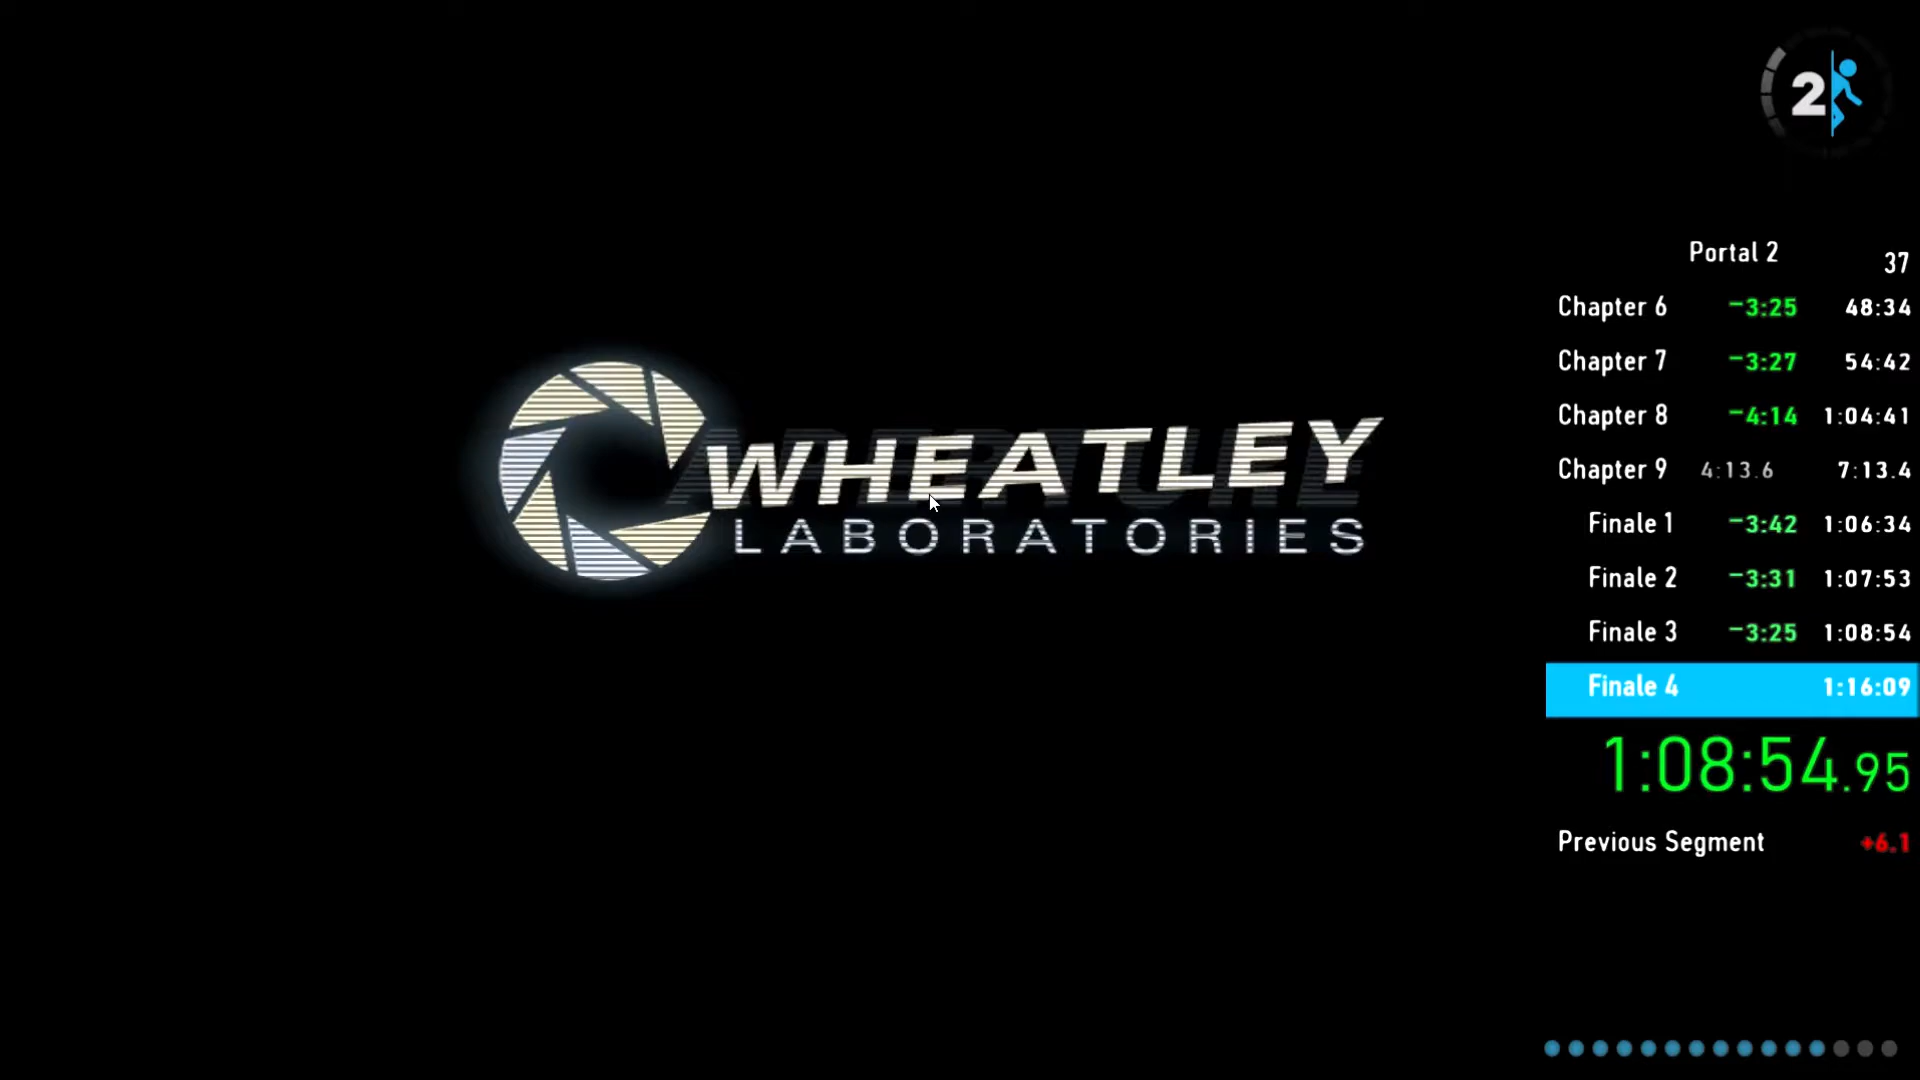 2
Portal 2
37
Chapter 6 −3:25 48:34
Chapter 7 −3:27 54:42
Chapter 8 −4:14 1:04:41
Chapter 9 4:13.6 7:13.4
Finale 1 −3:42 1:06:34
Finale 2 −3:31 1:07:53
Finale 3 −3:25 1:08:54
Finale 4 1:16:09
1:08:54.95
Previous Segment +6.1
WHEATLEY
APERTURE
LABORATORIES